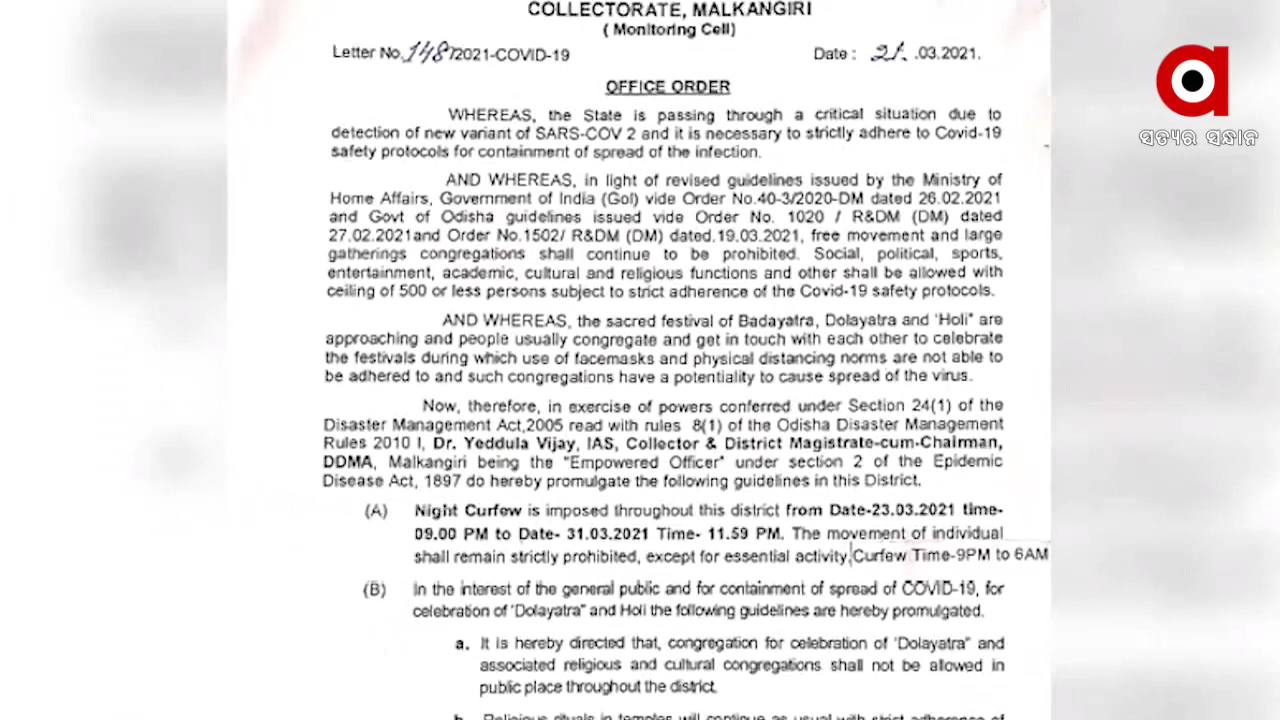 COLLECTORATE, MALKANGIRI
( Monitoring Cell)
Letter No. 1487/2021-COVID-19 Date : 21. .03.2021.
OFFICE ORDER
WHEREAS, the State is passing through a critical situation due to
detection of new variant of SARS-COV 2 and it is necessary to strictly adhere to Covid-19
safety protocols for containment of spread of the infection.
AND WHEREAS, in light of revised guidelines issued by the Ministry of
Home Affairs, Government of India (GoI) vide Order No.40-3/2020-DM dated 26.02.2021
and Govt of Odisha guidelines issued vide Order No. 1020 / R&DM (DM) dated
27.02.2021and Order No.1502/ R&DM (DM) dated.19.03.2021, free movement and large
gatherings congregations shall continue to be prohibited. Social, political, sports,
entertainment, academic, cultural and religious functions and other shall be allowed with
ceiling of 500 or less persons subject to strict adherence of the Covid-19 safety protocols.
AND WHEREAS, the sacred festival of Badayatra, Dolayatra and 'Holi" are
approaching and people usually congregate and get in touch with each other to celebrate
the festivals during which use of facemasks and physical distancing norms are not able to
be adhered to and such congregations have a potentiality to cause spread of the virus.
Now, therefore, in exercise of powers conferred under Section 24(1) of the
Disaster Management Act,2005 read with rules 8(1) of the Odisha Disaster Management
Rules 2010 I, Dr. Yeddula Vijay, IAS, Collector & District Magistrate-cum-Chairman,
DDMA, Malkangiri being the "Empowered Officer" under section 2 of the Epidemic
Disease Act, 1897 do hereby promulgate the following guidelines in this District.
(A) Night Curfew is imposed throughout this district from Date-23.03.2021 time-
09.00 PM to Date- 31.03.2021 Time- 11.59 PM. The movement of individual
shall remain strictly prohibited, except for essential activity,Curfew Time-9PM to 6AM
(B) In the interest of the general public and for containment of spread of COVID-19, for
celebration of 'Dolayatra" and Holi the following guidelines are hereby promulgated.
a. It is hereby directed that, congregation for celebration of 'Dolayatra" and
associated religious and cultural congregations shall not be allowed in
public place throughout the district.
b. Religious rituals in temples will continue as usual with strict adherence of
ସତ୍ୟର ସନ୍ଧାନ